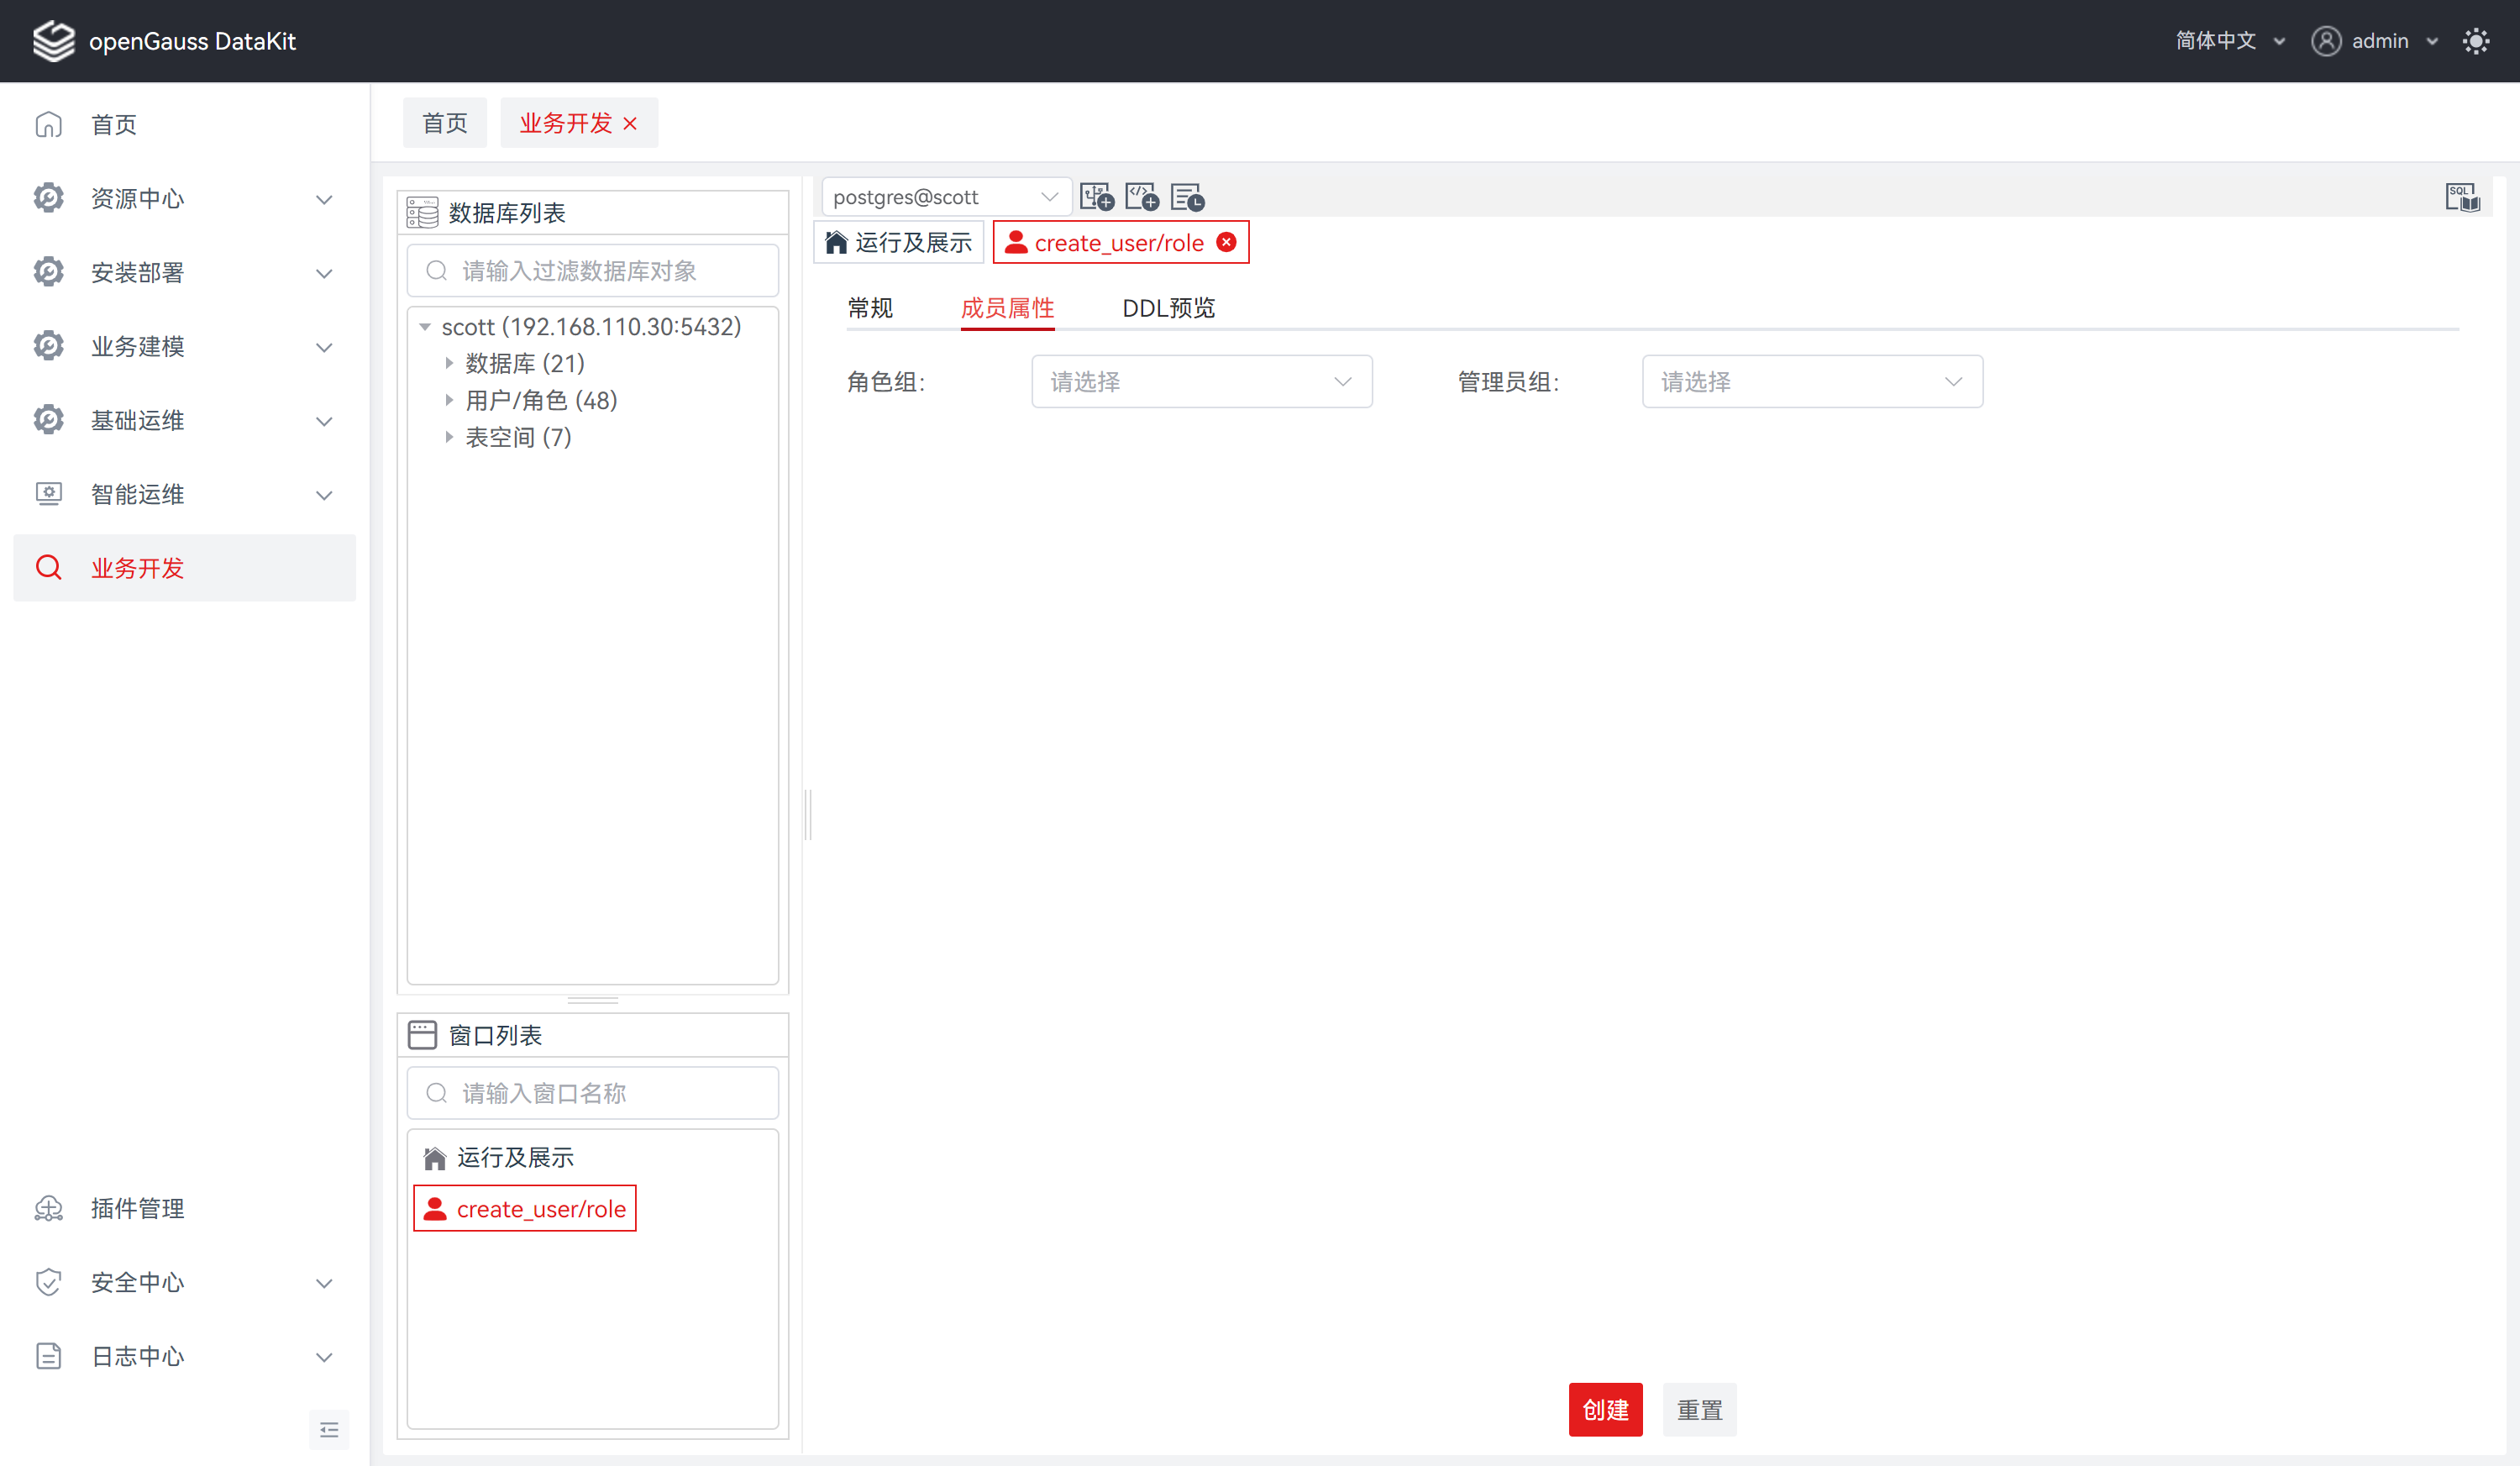 openGauss DataKit
简体中文
admin
首页
资源中心
安装部署
业务建模
基础运维
智能运维
业务开发
插件管理
安全中心
日志中心
首页
业务开发
数据库列表
请输入过滤数据库对象
scott (192.168.110.30:5432)
数据库 (21)
用户/角色 (48)
表空间 (7)
窗口列表
请输入窗口名称
运行及展示
create_user/role
postgres@scott
SQL
运行及展示
create_user/role
常规
成员属性
DDL预览
角色组:
请选择
管理员组:
请选择
创建
重置